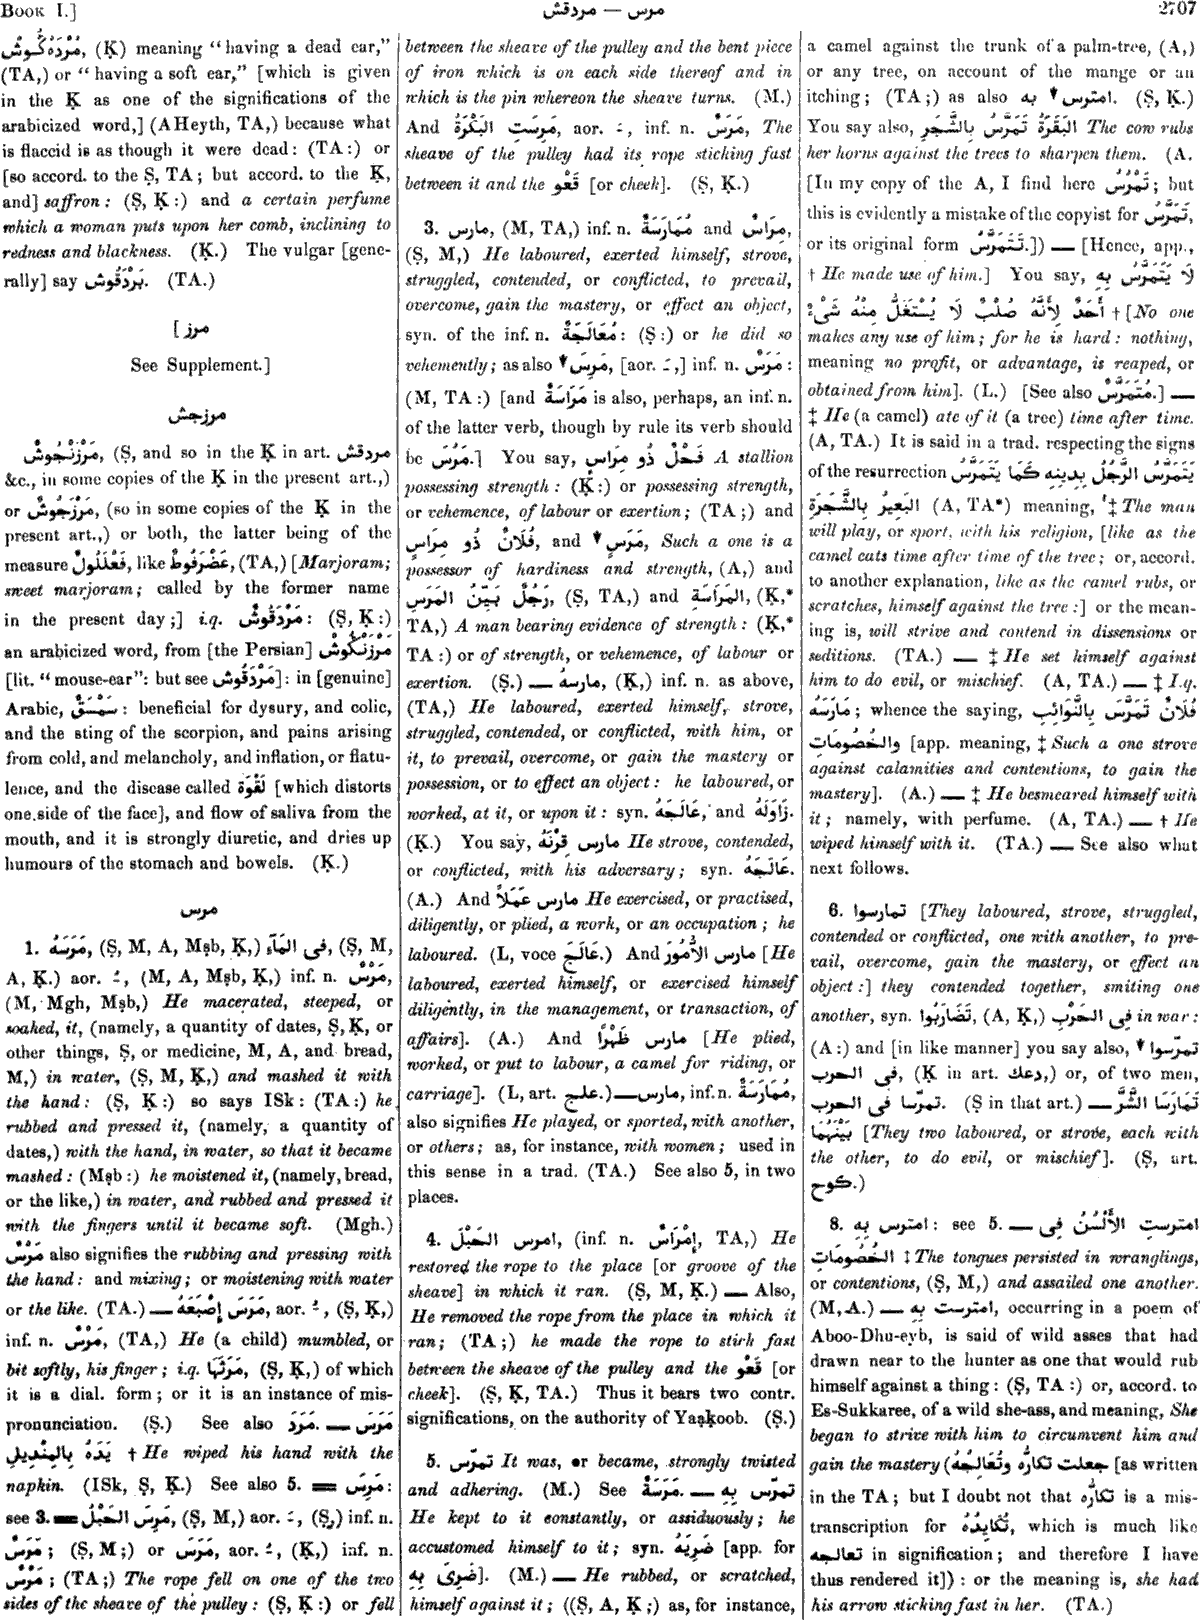 BOOK I.]
مرس — مردقش
2707
مُرْدَهْ كُوشْ, (Ḳ) meaning “having a dead ear,”
(TA,) or “having a soft ear,” [which is given
in the Ḳ as one of the significations of the
arabicized word,] (AHeyth, TA,) because what
is flaccid is as though it were dead: (TA:) or
[so accord. to the Ṣ, TA; but accord. to the Ḳ,
and] saffron: (Ṣ, Ḳ:) and a certain perfume
which a woman puts upon her comb, inclining to
redness and blackness. (Ḳ.) The vulgar [gene-
rally] say بَرْدَقُوش. (TA.)
[ مرز
See Supplement.]
مرزجش
مَرْزَنْجُوشٌ, (Ṣ, and so in the Ḳ in art. مردقش
&c., in some copies of the Ḳ in the present art.,)
or مَرْزَجُوشٌ, (so in some copies of the Ḳ in the
present art.,) or both, the latter being of the
measure فَعْلَلُولٌ, like عَضْرَفُوطٌ, (TA,) [Marjoram;
sweet marjoram; called by the former name
in the present day;] i.q. مَرْدَقُوشٌ: (Ṣ, Ḳ:)
an arabicized word, from [the Persian] مَرْزَنْكُوشْ
[lit. “mouse-ear”: but see مَرْدَقُوش]: in [genuine]
Arabic, سَمْسَقٌ: beneficial for dysury, and colic,
and the sting of the scorpion, and pains arising
from cold, and melancholy, and inflation, or flatu-
lence, and the disease called لَقْوَة [which distorts
one side of the face], and flow of saliva from the
mouth, and it is strongly diuretic, and dries up
humours of the stomach and bowels. (Ḳ.)
مرس
1. مَرَسَهُ, (Ṣ, M, A, Mṣb, Ḳ,) فِى المَآءِ, (Ṣ, M,
A, Ḳ.) aor. ـُ, (M, A, Mṣb, Ḳ,) inf. n. مَرْسٌ,
(M, Mgh, Mṣb,) He macerated, steeped, or
soaked, it, (namely, a quantity of dates, Ṣ, Ḳ, or
other things, Ṣ, or medicine, M, A, and bread,
M,) in water, (Ṣ, M, Ḳ,) and mashed it with
the hand: (Ṣ, Ḳ:) so says ISk: (TA:) he
rubbed and pressed it, (namely, a quantity of
dates,) with the hand, in water, so that it became
mashed: (Mṣb:) he moistened it, (namely, bread,
or the like,) in water, and rubbed and pressed it
with the fingers until it became soft. (Mgh.)
مَرْسٌ also signifies the rubbing and pressing with
the hand: and mixing; or moistening with water
or the like. (TA.) — مَرَسَ إِصْبَعَهُ, aor. ـُ, (Ṣ, Ḳ,)
inf. n. مَرْسٌ, (TA,) He (a child) mumbled, or
bit softly, his finger; i.q. مَرَثَهَا, (Ṣ, Ḳ,) of which
it is a dial. form; or it is an instance of mis-
pronunciation. (Ṣ.) See also مَرَدَ. — مَرَسَ
يَدَهُ بِالمِنْدِيلِ † He wiped his hand with the
napkin. (ISk, Ṣ, Ḳ.) See also 5. = مَرِسَ:
see 3. = مَرِسَ الحَبْلُ, (Ṣ, M,) aor. ـَ, (Ṣ,) inf. n.
مَرَسٌ; (Ṣ, M;) or مَرَسَ, aor. ـُ, (Ḳ,) inf. n.
مَرْسٌ; (TA;) The rope fell on one of the two
sides of the sheave of the pulley: (Ṣ, Ḳ:) or fell
between the sheave of the pulley and the bent piece
of iron which is on each side thereof and in
which is the pin whereon the sheave turns. (M.)
And مَرِسَتِ البَكْرَةُ, aor. ـَ, inf. n. مَرَسٌ, The
sheave of the pulley had its rope sticking fast
between it and the قَعْو [or cheek]. (Ṣ, Ḳ.)
3. مارس, (M, TA,) inf. n. مُمَارَسَةٌ and مِرَاسٌ,
(Ṣ, M,) He laboured, exerted himself, strove,
struggled, contended, or conflicted, to prevail,
overcome, gain the mastery, or effect an object,
syn. of the inf. n. مُعَالَجَةٌ: (Ṣ:) or he did so
vehemently; as also ▼ مَرِسَ, [aor. ـَ,] inf. n. مَرَسٌ:
(M, TA:) [and مَرَاسَةٌ is also, perhaps, an inf. n.
of the latter verb, though by rule its verb should
be مَرُسَ.] You say, فَحْلٌ ذُو مِرَاسٍ A stallion
possessing strength: (Ḳ:) or possessing strength,
or vehemence, of labour or exertion; (TA;) and
فُلَانٌ ذُو مِرَاسٍ, and ▼ مَرَسٍ, Such a one is a
possessor of hardiness and strength, (A,) and
رَجُلٌ بَيِّنُ المَرَسِ, (Ṣ, TA,) and المَرَاسَةِ, (Ḳ,*
TA,) A man bearing evidence of strength: (Ḳ,*
TA:) or of strength, or vehemence, of labour or
exertion. (Ṣ.) — مارسهُ, (Ḳ,) inf. n. as above,
(TA,) He laboured, exerted himself, strove,
struggled, contended, or conflicted, with him, or
it, to prevail, overcome, or gain the mastery or
possession, or to effect an object: he laboured, or
worked, at it, or upon it: syn. عَالَجَهُ, and زَاوَلَهُ.
(Ḳ.) You say, مارس قِرْنَهُ He strove, contended,
or conflicted, with his adversary; syn. عَالَجَهُ.
(A.) And مارس عَمَلًا He exercised, or practised,
diligently, or plied, a work, or an occupation; he
laboured. (L, voce عَالَجَ.) And مارس الأُمُورَ [He
laboured, exerted himself, or exercised himself
diligently, in the management, or transaction, of
affairs]. (A.) And مارس ظَهْرًا [He plied,
worked, or put to labour, a camel for riding, or
carriage]. (L, art. علج.) — مارس, inf. n. مُمَارَسَةٌ,
also signifies He played, or sported, with another,
or others; as, for instance, with women; used in
this sense in a trad. (TA.) See also 5, in two
places.
4. امرس الحَبْلَ, (inf. n. إِمْرَاسٌ, TA,) He
restored the rope to the place [or groove of the
sheave] in which it ran. (Ṣ, M, Ḳ.) — Also,
He removed the rope from the place in which it
ran; (TA;) he made the rope to stick fast
between the sheave of the pulley and the قَعْو [or
cheek]. (Ṣ, Ḳ, TA.) Thus it bears two contr.
significations, on the authority of Yaạḳoob. (Ṣ.)
5. تمرّس It was, or became, strongly twisted
and adhering. (M.) See مَرَسَةٌ. — تمرّس بِهِ
He kept to it constantly, or assiduously; he
accustomed himself to it; syn. ضَرِيَهُ [app. for
ضَرِىَ بِهِ]. (M.) — He rubbed, or scratched,
himself against it; ((Ṣ, A, Ḳ;) as, for instance,
a camel against the trunk of a palm-tree, (A,)
or any tree, on account of the mange or an
itching; (TA;) as also ▼ امترس به. (Ṣ, Ḳ.)
You say also, البَقَرَةُ تَمَرَّسُ بِالشَّجَرِ The cow rubs
her horns against the trees to sharpen them. (A.
[In my copy of the A, I find here تَمْرُسُ; but
this is evidently a mistake of the copyist for تَمَرَّسُ,
or its original form تَتَمَرَّسُ.]) — [Hence, app.,
† He made use of him.] You say, لَا يَتَمَرَّسُ بِهِ
أَحَدٌ لِأَنَّهُ صُلْبٌ لَا يُسْتَغَلُّ مِنْهُ شَىْءٌ † [No one
makes any use of him; for he is hard: nothing,
meaning no profit, or advantage, is reaped, or
obtained from him]. (L.) [See also مُتَمَرِّسٌ.] —
‡ He (a camel) ate of it (a tree) time after time.
(A, TA.) It is said in a trad. respecting the signs
of the resurrection يَتَمَرَّسُ الرَّجُلُ بِدِينِهِ كَمَا يَتَمَرَّسُ
البَعِيرُ بِالشَّجَرَةِ (A, TA*) meaning, ‡ The man
will play, or sport, with his religion, [like as the
camel eats time after time of the tree; or, accord.
to another explanation, like as the camel rubs, or
scratches, himself against the tree:] or the mean-
ing is, will strive and contend in dissensions or
seditions. (TA.) — ‡ He set himself against
him to do evil, or mischief. (A, TA.) — ‡ I.q.
مَارَسَهُ; whence the saying, فُلَانٌ تَمَرَّسَ بِالنَّوَائِبِ
وَالخُصُومَاتِ [app. meaning, ‡ Such a one strove
against calamities and contentions, to gain the
mastery]. (A.) — ‡ He besmeared himself with
it; namely, with perfume. (A, TA.) — † He
wiped himself with it. (TA.) — See also what
next follows.
6. تمارسوا [They laboured, strove, struggled,
contended or conflicted, one with another, to pre-
vail, overcome, gain the mastery, or effect an
object:] they contended together, smiting one
another, syn. تَضَارَبُوا, (A, Ḳ,) فِى الحَرْبِ in war:
(A:) and [in like manner] you say also, ▼ تمرّسوا
فى الحرب, (Ḳ in art. دعك,) or, of two men,
تمرّسا فى الحرب. (Ṣ in that art.) — تَمَارَسَا الشَّرَّ
بَيْنَهُمَا [They two laboured, or strove, each with
the other, to do evil, or mischief]. (Ṣ, art.
كوح.)
8. امترس بِهِ: see 5. — امترستِ الأَلْسُنُ فِى
الخُصُومَاتِ ‡ The tongues persisted in wranglings,
or contentions, (Ṣ, M,) and assailed one another.
(M, A.) — امترست بِهِ, occurring in a poem of
Aboo-Dhu-eyb, is said of wild asses that had
drawn near to the hunter as one that would rub
himself against a thing: (Ṣ, TA:) or, accord. to
Es-Sukkaree, of a wild she-ass, and meaning, She
began to strive with him to circumvent him and
gain the mastery (جعلت تكارُّه وتُعَالِجُهُ [as written
in the TA; but I doubt not that تكارُّه is a mis-
transcription for تُكَايِدُهُ, which is much like
تعالجه in signification; and therefore I have
thus rendered it]): or the meaning is, she had
his arrow sticking fast in her. (TA.)